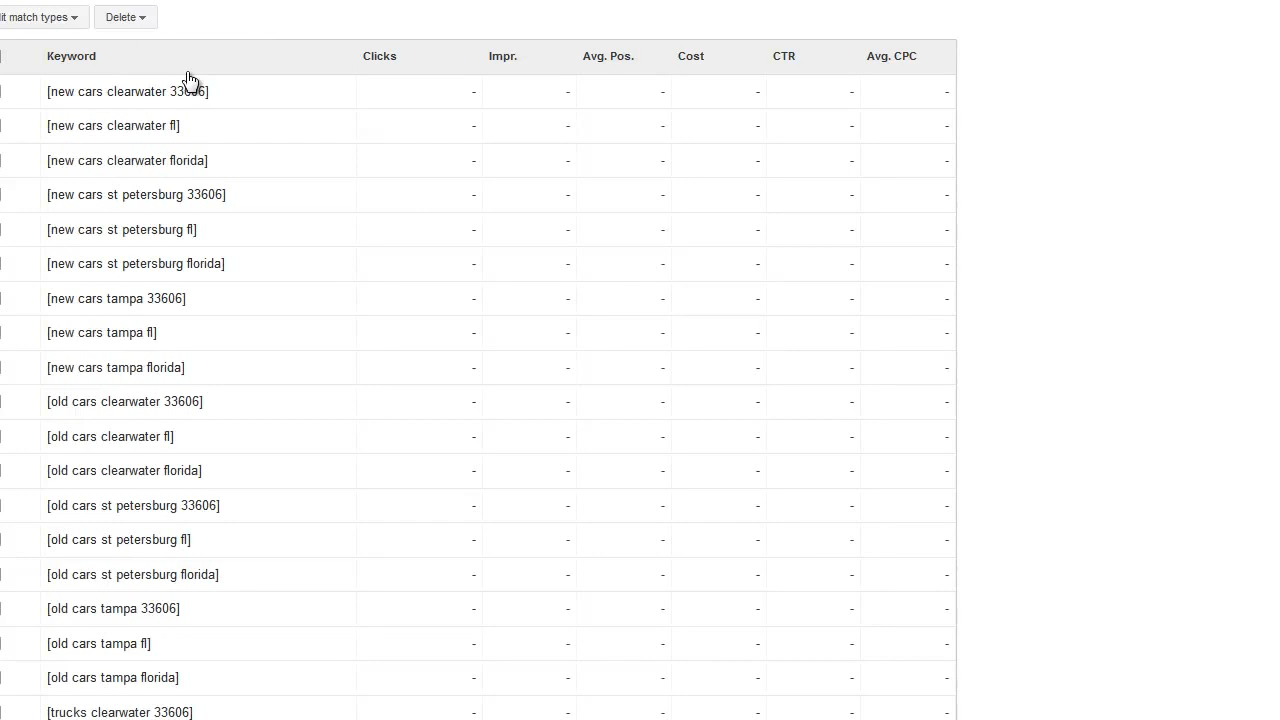 it match types Delete
Keyword Clicks Impr. Avg. Pos. Cost CTR Avg. CPC
[new cars clearwater 33606] - - - - - -
[new cars clearwater fl] - - - - - -
[new cars clearwater florida] - - - - - -
[new cars st petersburg 33606] - - - - - -
[new cars st petersburg fl] - - - - - -
[new cars st petersburg florida] - - - - - -
[new cars tampa 33606] - - - - - -
[new cars tampa fl] - - - - - -
[new cars tampa florida] - - - - - -
[old cars clearwater 33606] - - - - - -
[old cars clearwater fl] - - - - - -
[old cars clearwater florida] - - - - - -
[old cars st petersburg 33606] - - - - - -
[old cars st petersburg fl] - - - - - -
[old cars st petersburg florida] - - - - - -
[old cars tampa 33606] - - - - - -
[old cars tampa fl] - - - - - -
[old cars tampa florida] - - - - - -
[trucks clearwater 33606] - - - - - -